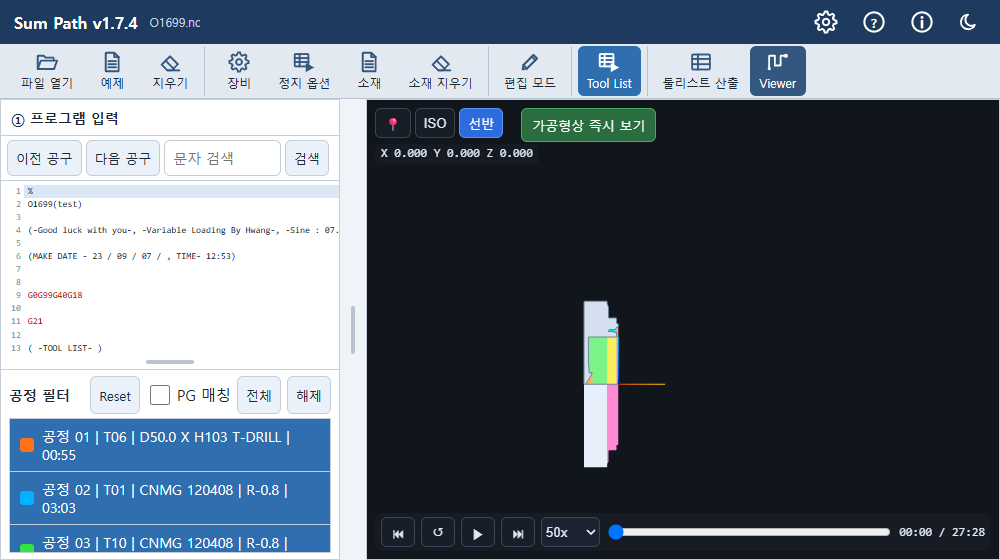 Sum Path v1.7.4 O1699.nc
파일 열기 예제 지우기 장비 정지 옵션 소재 소재 지우기 편집 모드 Tool List 툴리스트 산출 Viewer
① 프로그램 입력
이전 공구 다음 공구 문자 검색 검색
1 %
2 O1699(test)
3
4 (-Good luck with you-, -Variable Loading By Hwang-, -Sine : 07.
5
6 (MAKE DATE - 23 / 09 / 07 / , TIME- 12:53)
7
8
9 G0G99G40G18
10
11 G21
12
13 ( -TOOL LIST- )
공정 필터 Reset PG 매칭 전체 해제
공정 01 | T06 | D50.0 X H103 T-DRILL |
00:55
공정 02 | T01 | CNMG 120408 | R-0.8 |
03:03
공정 03 | T10 | CNMG 120408 | R-0.8 |
ISO 선반 가공형상 즉시 보기
X 0.000 Y 0.000 Z 0.000
50x 00:00 / 27:28